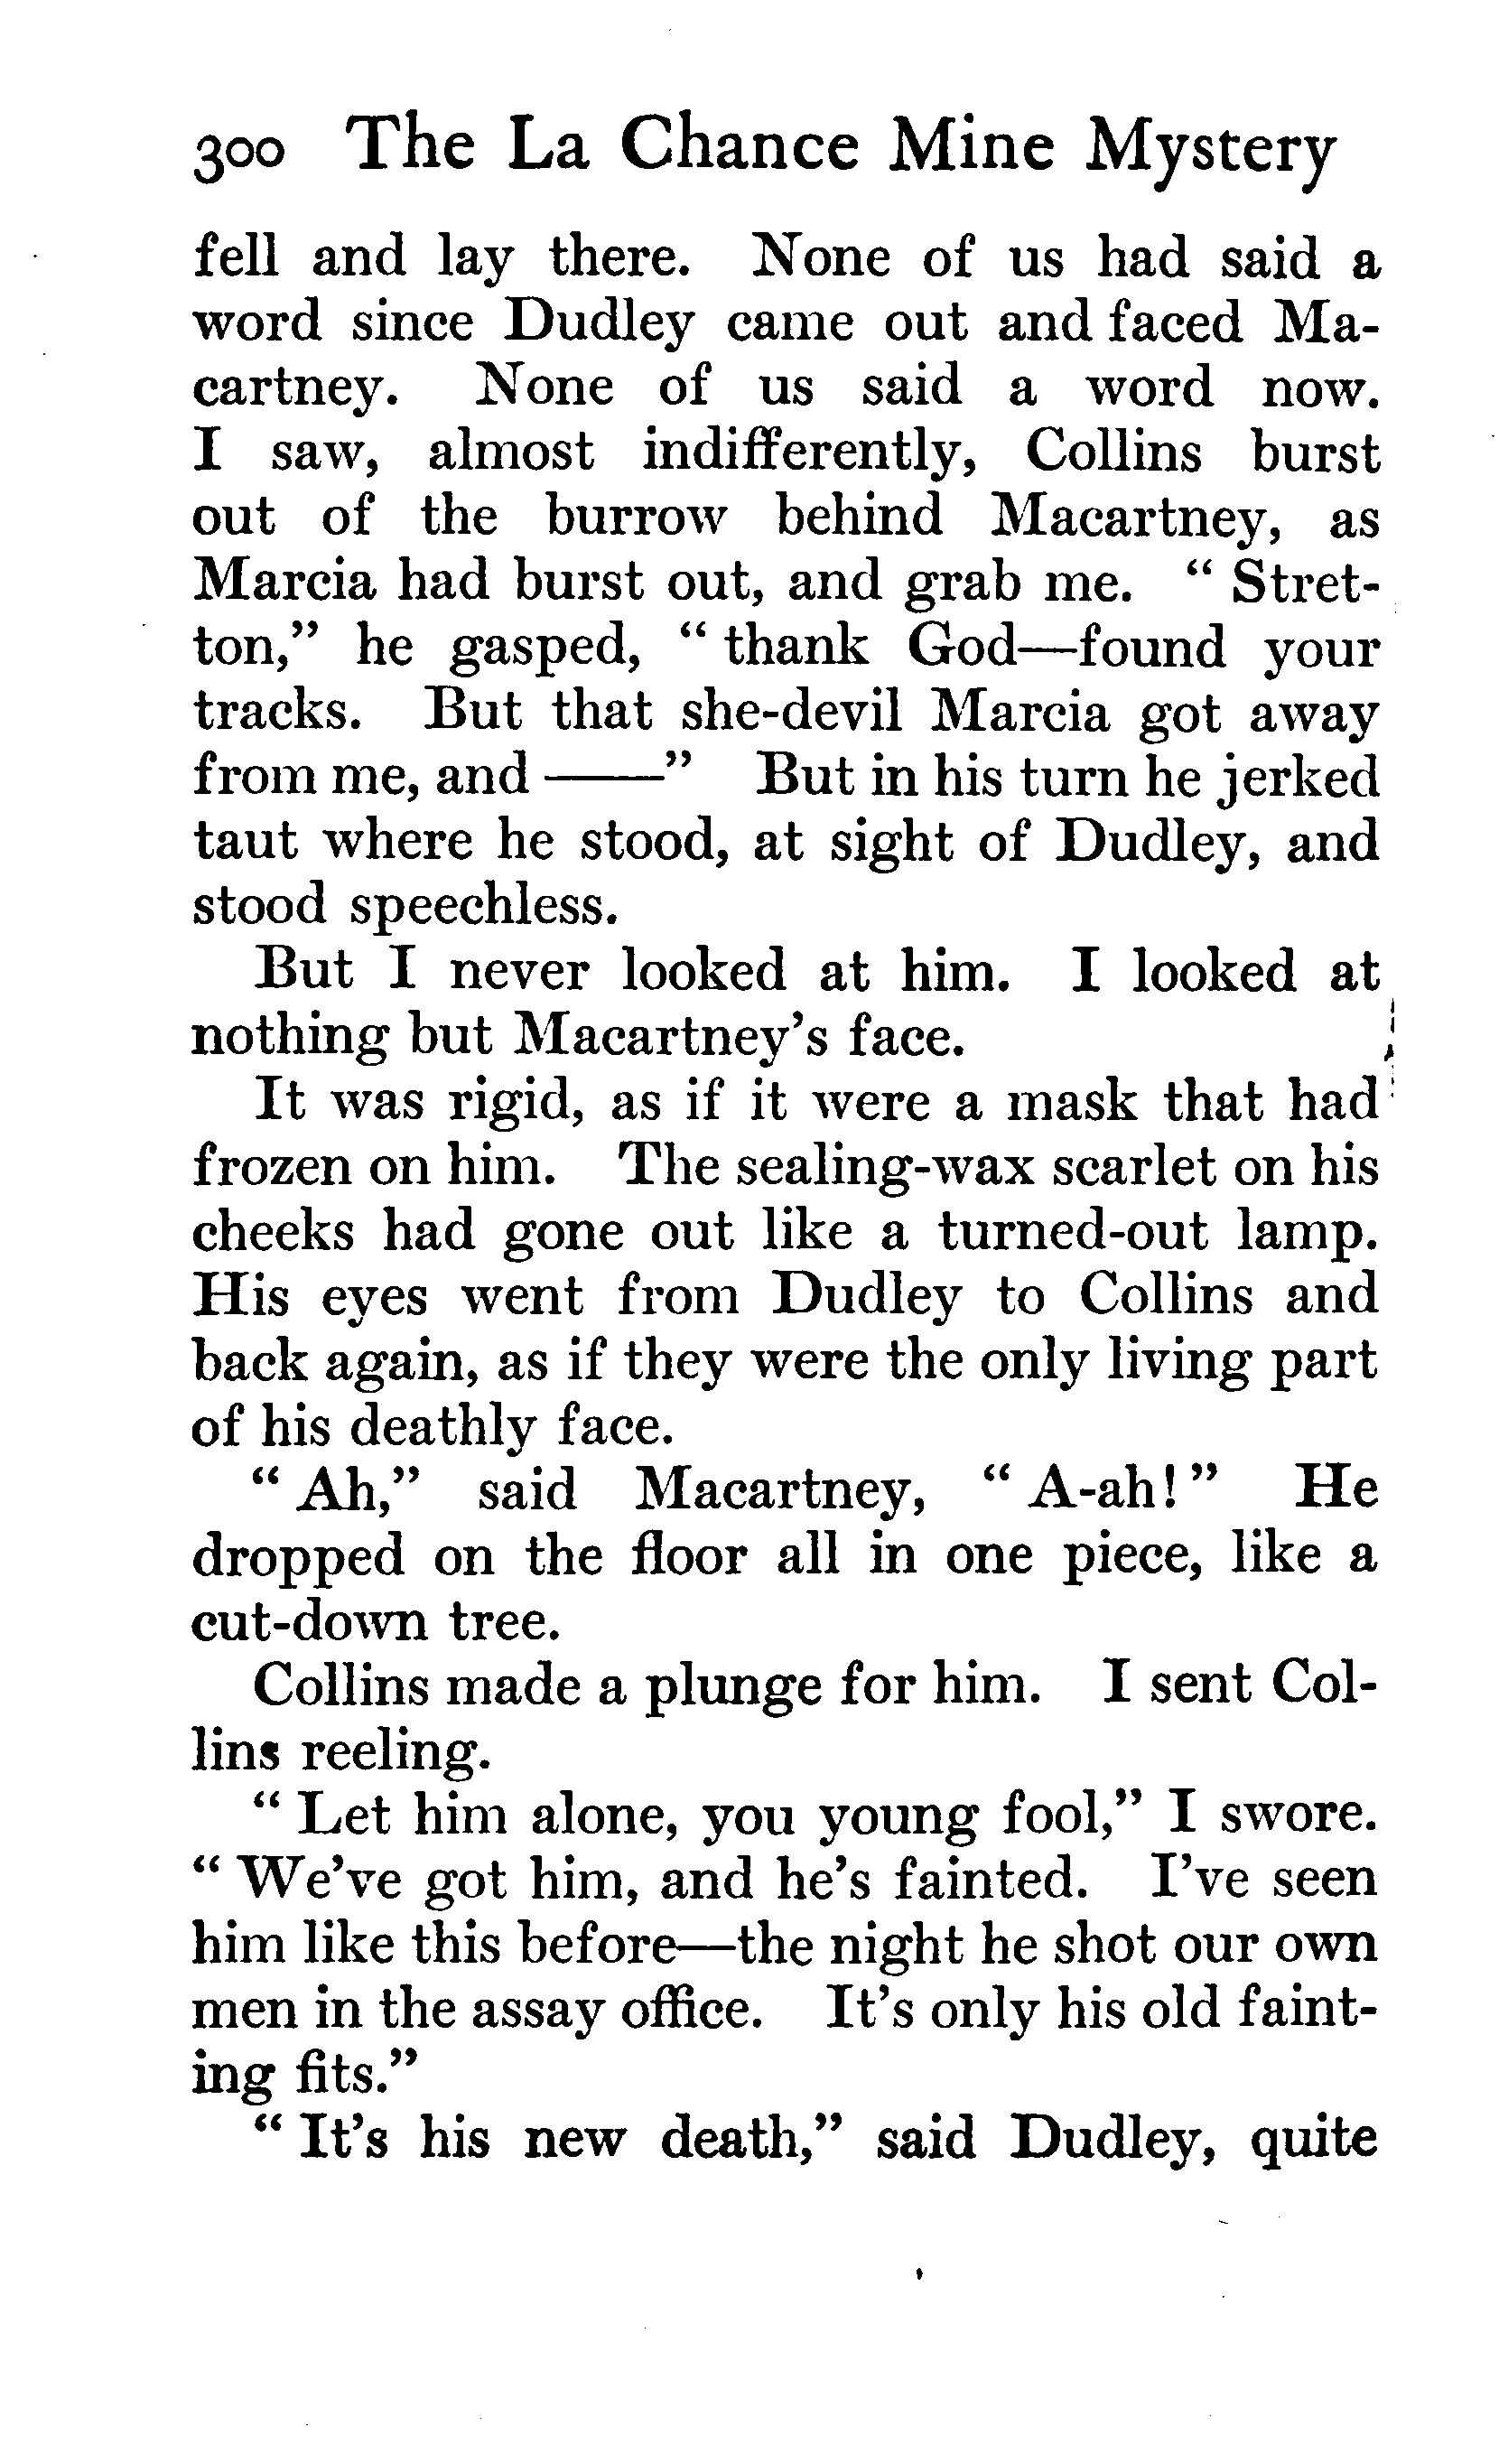 300 The La Chance Mine Mystery
fell and lay there. None of us had said a
word since Dudley came out and faced Ma-
cartney. None of us said a word now.
I saw, almost indifferently, Collins burst
out of the burrow behind Macartney, as
Marcia had burst out, and grab me. " Stret-
ton," he gasped, " thank God—found your
tracks. But that she-devil Marcia got away
from me, and ——" But in his turn he jerked
taut where he stood, at sight of Dudley, and
stood speechless.
But I never looked at him. I looked at
nothing but Macartney's face.
It was rigid, as if it were a mask that had
frozen on him. The sealing-wax scarlet on his
cheeks had gone out like a turned-out lamp.
His eyes went from Dudley to Collins and
back again, as if they were the only living part
of his deathly face.
" Ah," said Macartney, " A-ah! " He
dropped on the floor all in one piece, like a
cut-down tree.
Collins made a plunge for him. I sent Col-
lins reeling.
" Let him alone, you young fool," I swore.
" We've got him, and he's fainted. I've seen
him like this before—the night he shot our own
men in the assay office. It's only his old faint-
ing fits."
" It's his new death," said Dudley, quite